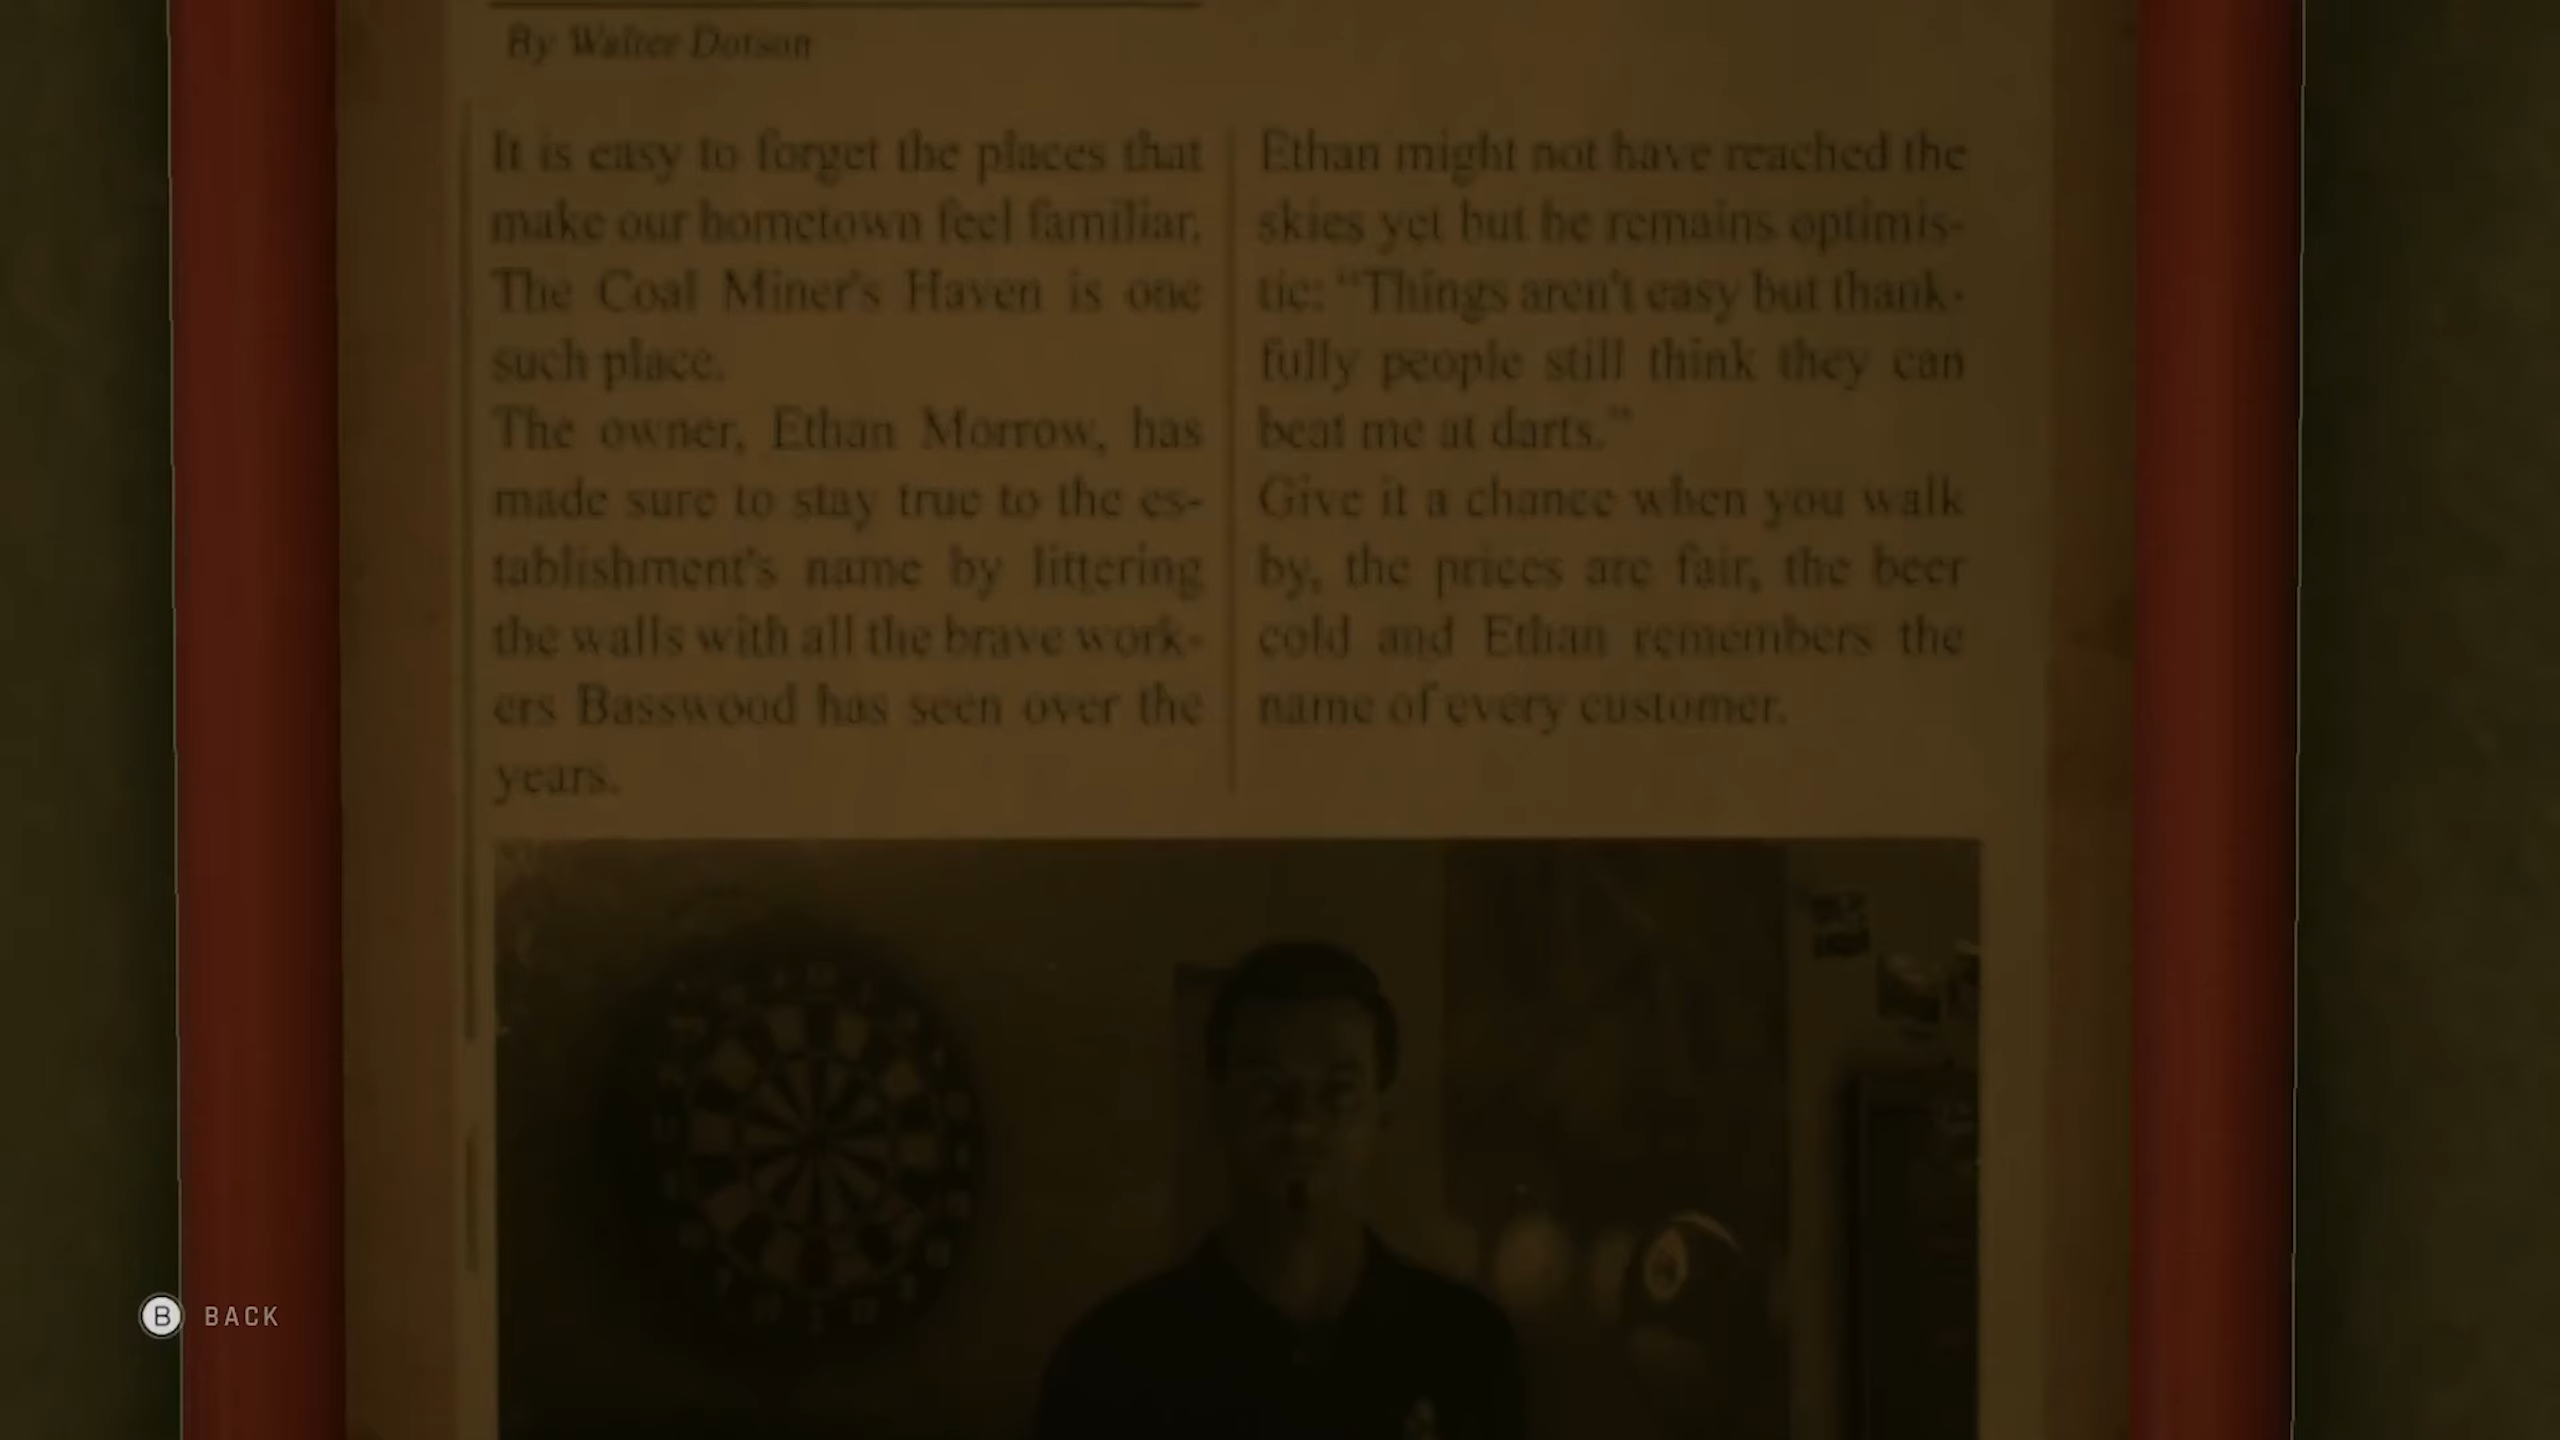 By Walter Dotson
It is easy to forget the places that
make our hometown feel familiar.
The Coal Miner's Haven is one
such place.
The owner, Ethan Morrow, has
made sure to stay true to the es-
tablishment's name by littering
the walls with all the brave work-
ers Basswood has seen over the
years.
Ethan might not have reached the
skies yet but he remains optimis-
tic: “Things aren't easy but thank-
fully people still think they can
beat me at darts.”
Give it a chance when you walk
by, the prices are fair, the beer
cold and Ethan remembers the
name of every customer.
B BACK